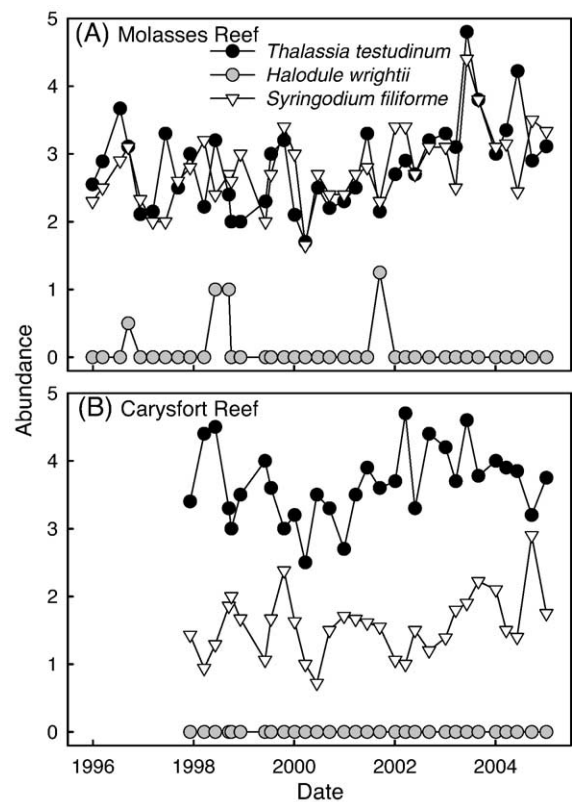 5
(A) Molasses Reef
Thalassia testudinum
4
Halodule wrightii
Syringodium filiforme
3
2
1
0
Abundance
5
(B) Carysfort Reef
4
3
2
1
0
1996 1998 2000 2002 2004
Date